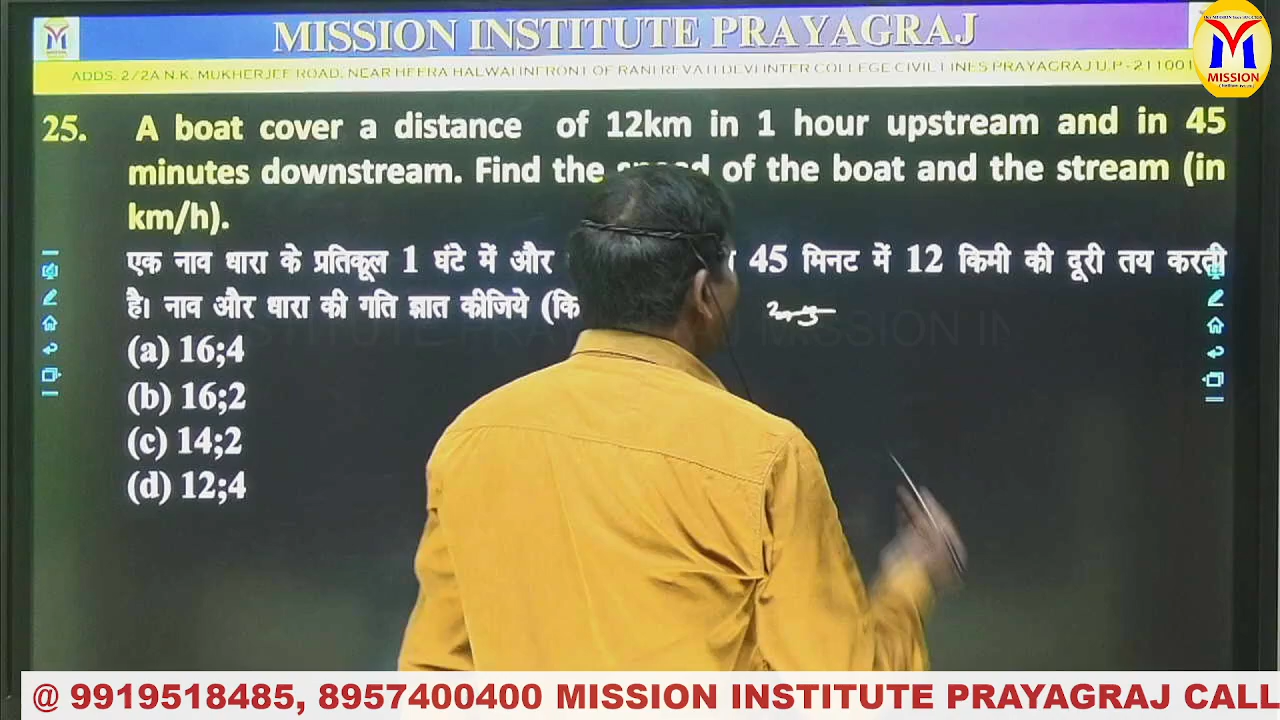 MISSION INSTITUTE PRAYAGRAJ
ADDS. 2/2A N.K. MUKHERJEE ROAD, NEAR HEERA HALWAI INFRONT OF RANI REVATI DEVI INTER COLLEGE CIVIL LINES PRAYAGRAJ U.P - 211001
MISSION
25. A boat cover a distance of 12km in 1 hour upstream and in 45
minutes downstream. Find the of the boat and the stream (in
km/h).
एक नाव धारा के प्रतिकूल 1 घंटे में और 45 मिनट में 12 किमी की दूरी तय करती
है। नाव और धारा की गति ज्ञात कीजिये (कि
(a) 16;4
(b) 16;2
(c) 14;2
(d) 12;4
@ 9919518485, 8957400400 MISSION INSTITUTE PRAYAGRAJ CALL